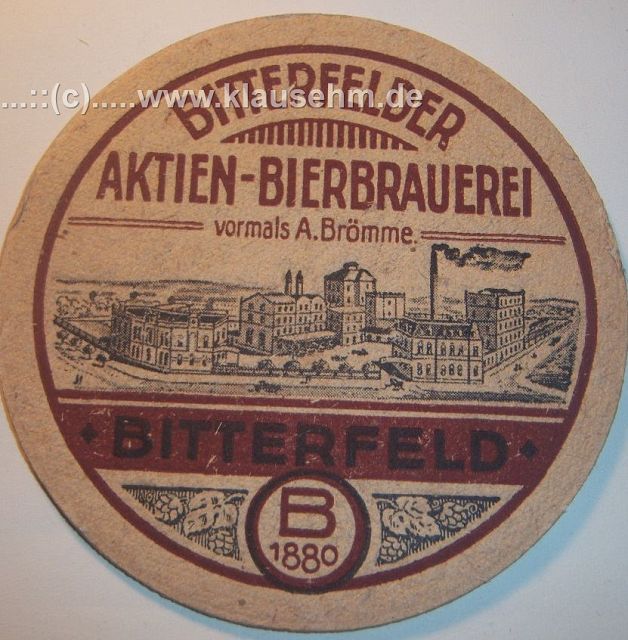 BITTERFELDER
...::(c).....www.klausehm.de
AKTIEN-BIERBRAUEREI
vormals A. Brömme.
BITTERFELD
B
1880